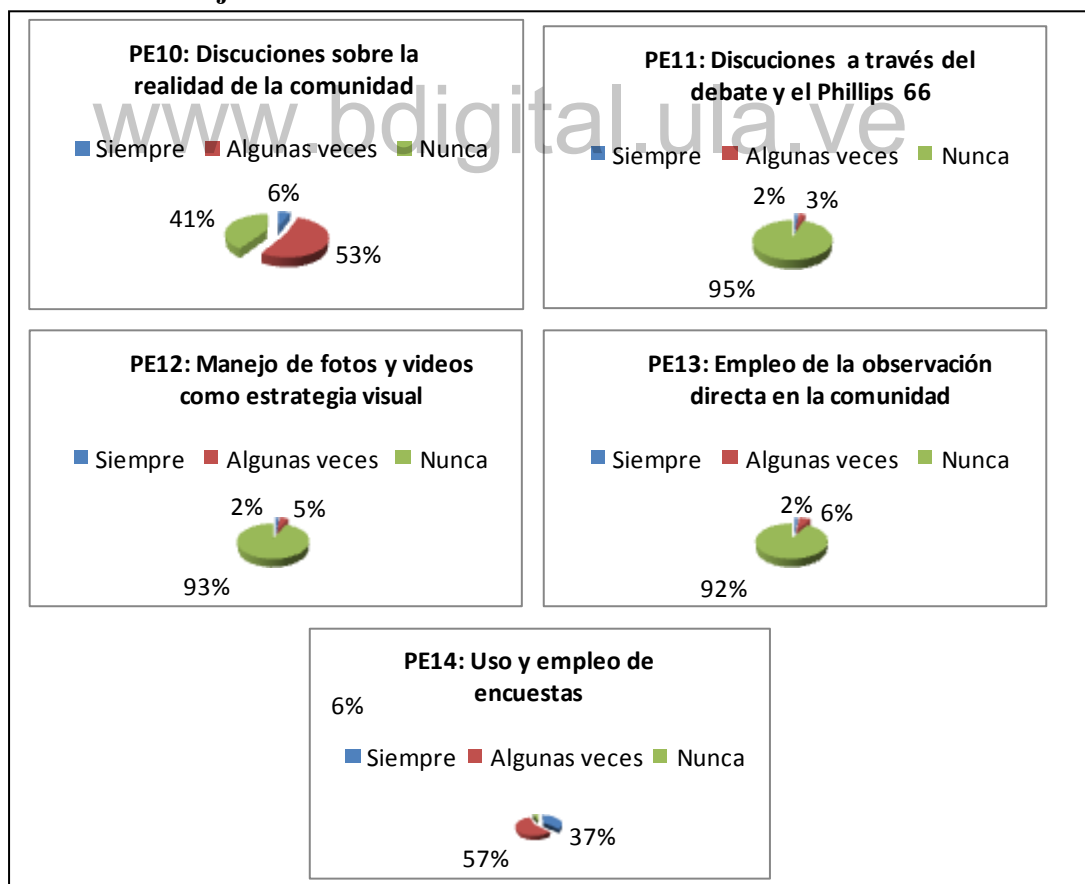 PE10: Discuciones sobre la
realidad de la comunidad
Siempre Algunas veces Nunca
6%
41%
53%
PE11: Discuciones a través del
debate y el Phillips 66
Siempre Algunas veces Nunca
2% 3%
95%
www.bdigital.ula.ve
PE12: Manejo de fotos y videos
como estrategia visual
Siempre Algunas veces Nunca
2% 5%
93%
PE13: Empleo de la observación
directa en la comunidad
Siempre Algunas veces Nunca
2% 6%
92%
PE14: Uso y empleo de
encuestas
6%
Siempre Algunas veces Nunca
37%
57%